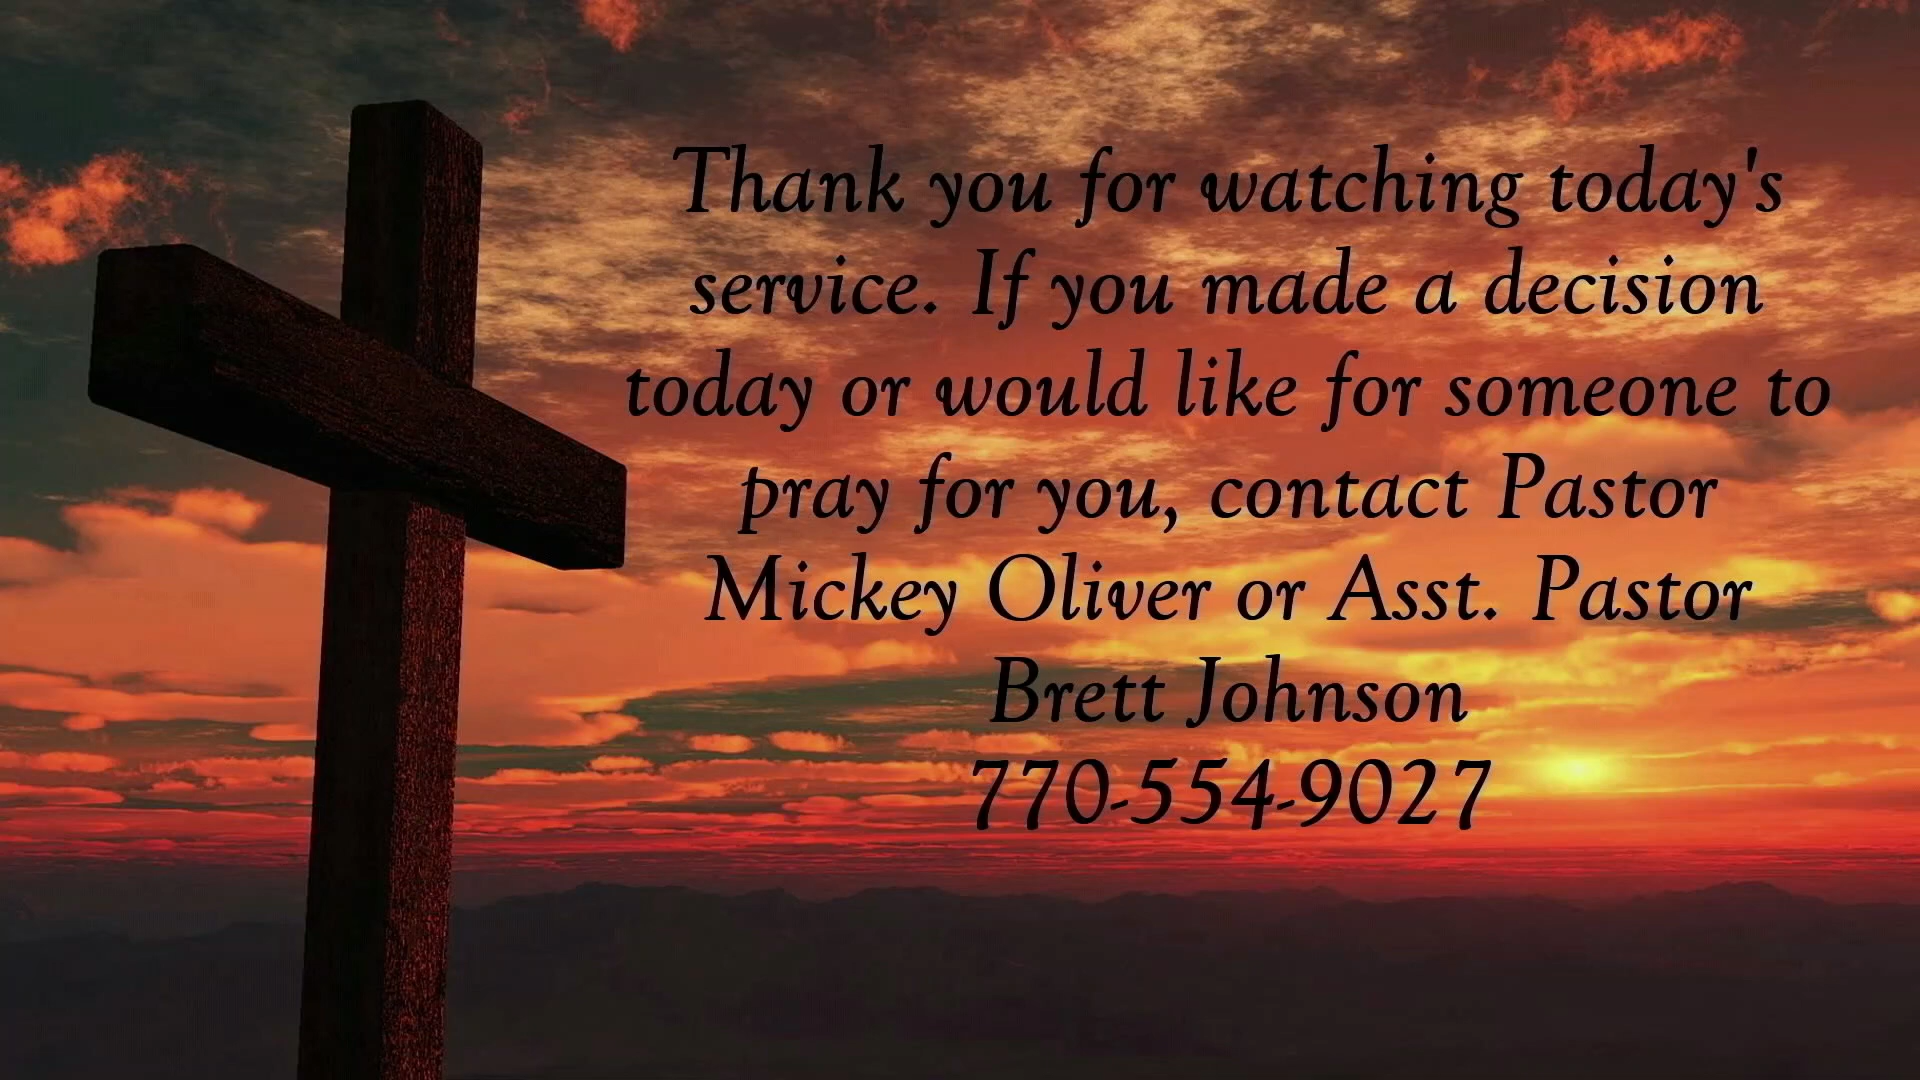 Thank you for watching today's
service. If you made a decision
today or would like for someone to
pray for you, contact Pastor
Mickey Oliver or Asst. Pastor
Brett Johnson
770-554-9027